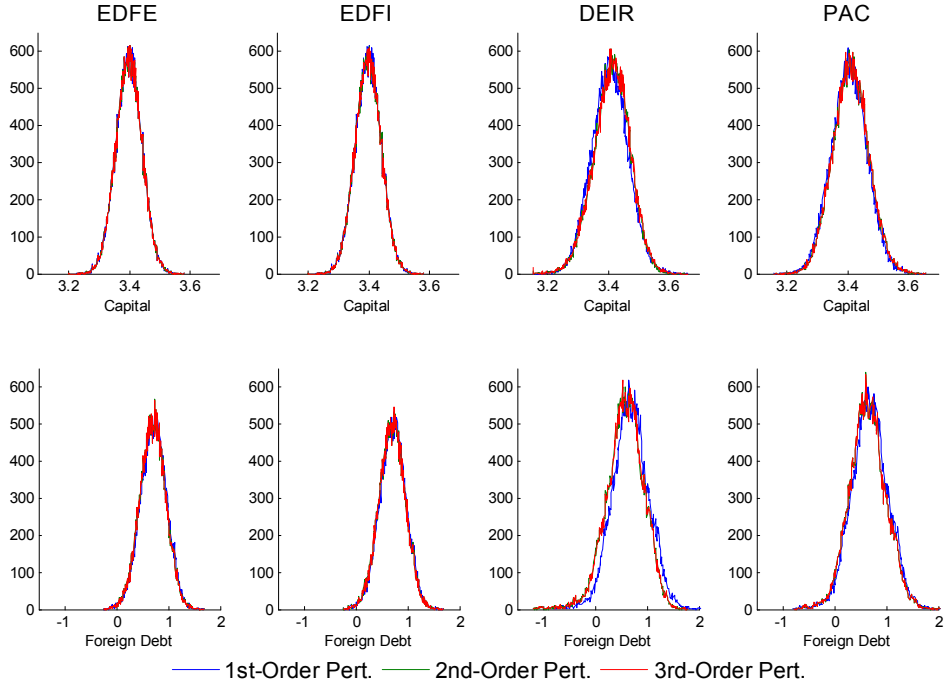 EDFE EDFI DEIR PAC
600 600 600 600
500 500 500 500
400 400 400 400
300 300 300 300
200 200 200 200
100 100 100 100
0 0 0 0
3.2 3.4 3.6 3.2 3.4 3.6 3.2 3.4 3.6 3.2 3.4 3.6
Capital Capital Capital Capital
600 600 600 600
500 500 500 500
400 400 400 400
300 300 300 300
200 200 200 200
100 100 100 100
0 0 0 0
-1 0 1 2 -1 0 1 2 -1 0 1 2 -1 0 1 2
Foreign Debt Foreign Debt Foreign Debt Foreign Debt
1st-Order Pert. 2nd-Order Pert. 3rd-Order Pert.